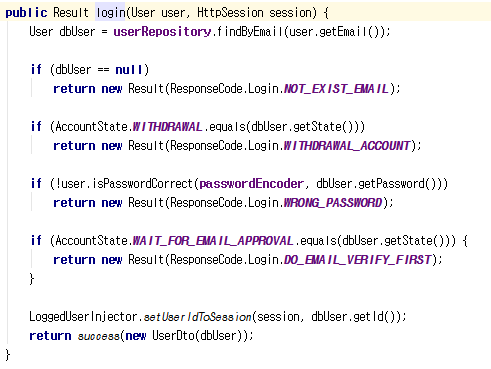 public Result login(User user, HttpSession session) {
    User dbUser = userRepository.findByEmail(user.getEmail());
    if (dbUser == null)
        return new Result(ResponseCode.Login.NOT_EXIST_EMAIL);
    if (AccountState.WITHDRAWAL.equals(dbUser.getState()))
        return new Result(ResponseCode.Login.WITHDRAWAL_ACCOUNT);
    if (!user.isPasswordCorrect(passwordEncoder, dbUser.getPassword()))
        return new Result(ResponseCode.Login.WRONG_PASSWORD);
    if (AccountState.WAIT_FOR_EMAIL_APPROVAL.equals(dbUser.getState())) {
        return new Result(ResponseCode.Login.DO_EMAIL_VERIFY_FIRST);
    }
    LoggedUserInjector.setUserIdToSession(session, dbUser.getId());
    return success(new UserDto(dbUser));
}